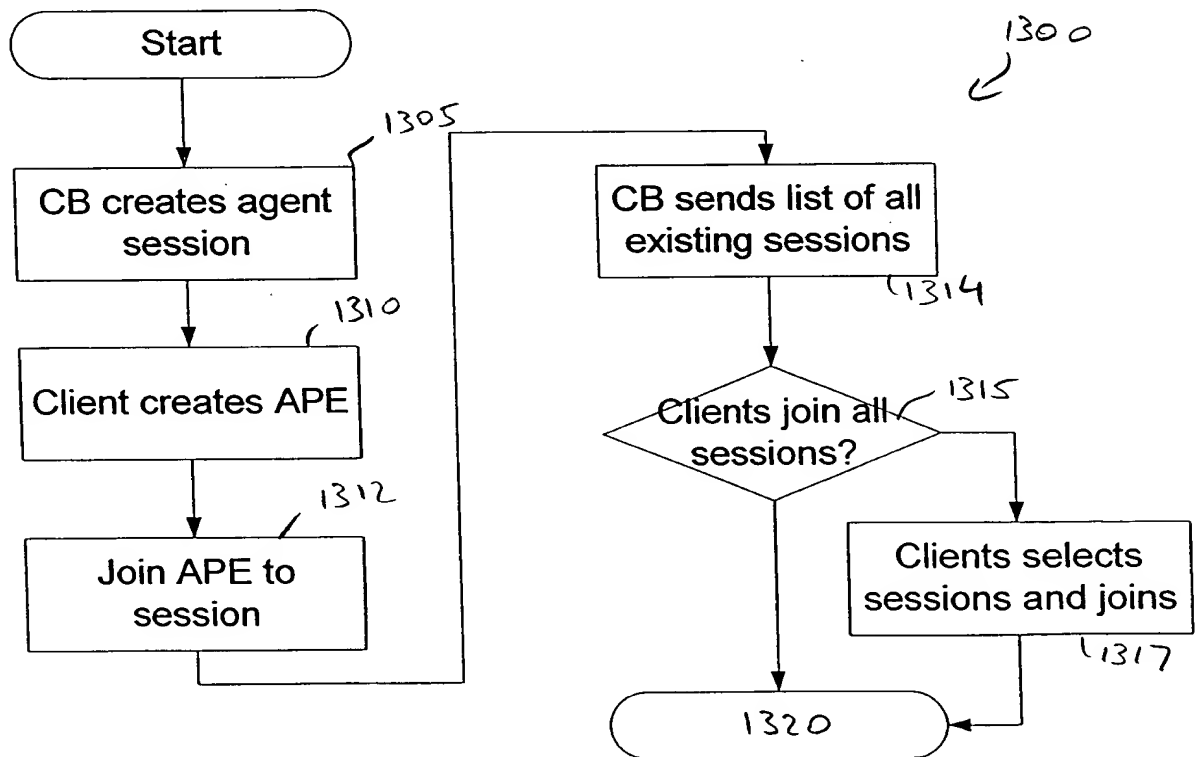 Start
1300
1305
CB creates agent
session
1310
Client creates APE
1312
Join APE to
session
CB sends list of all
existing sessions
1314
1315
Clients join all
sessions?
Clients selects
sessions and joins
1317
1320